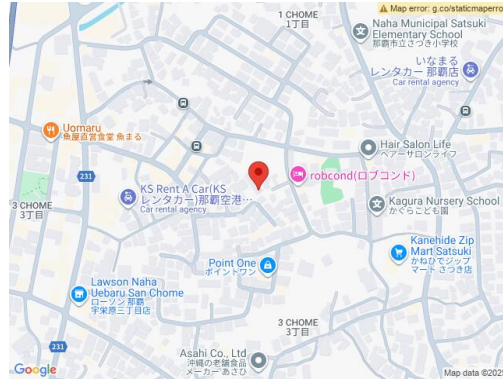 Map error: g.co/staticmaperro
1 CHOME
1丁目
Naha Municipal Satsuki
Elementary School
那覇市立さつき小学校
いなまる
レンタカー 那覇店
Car rental agency
Uomaru
魚屋直営食堂 魚まる
Hair Salon Life
ヘアーサロンライフ
231
robcond(ロブコンド)
KS Rent A Car(KS
レンタカー)那覇空港…
Car rental agency
3 CHOME
3丁目
Kagura Nursery School
かぐらこども園
Kanehide Zip
Mart Satsuki
かねひでジップ
マート さつき店
Point One
ポイントワン
Lawson Naha
Uebaru San Chome
ローソン 那覇
宇栄原三丁目店
3 CHOME
3丁目
231
Asahi Co., Ltd
沖縄の老舗食品
メーカー あさひ
Google
Map data ©202